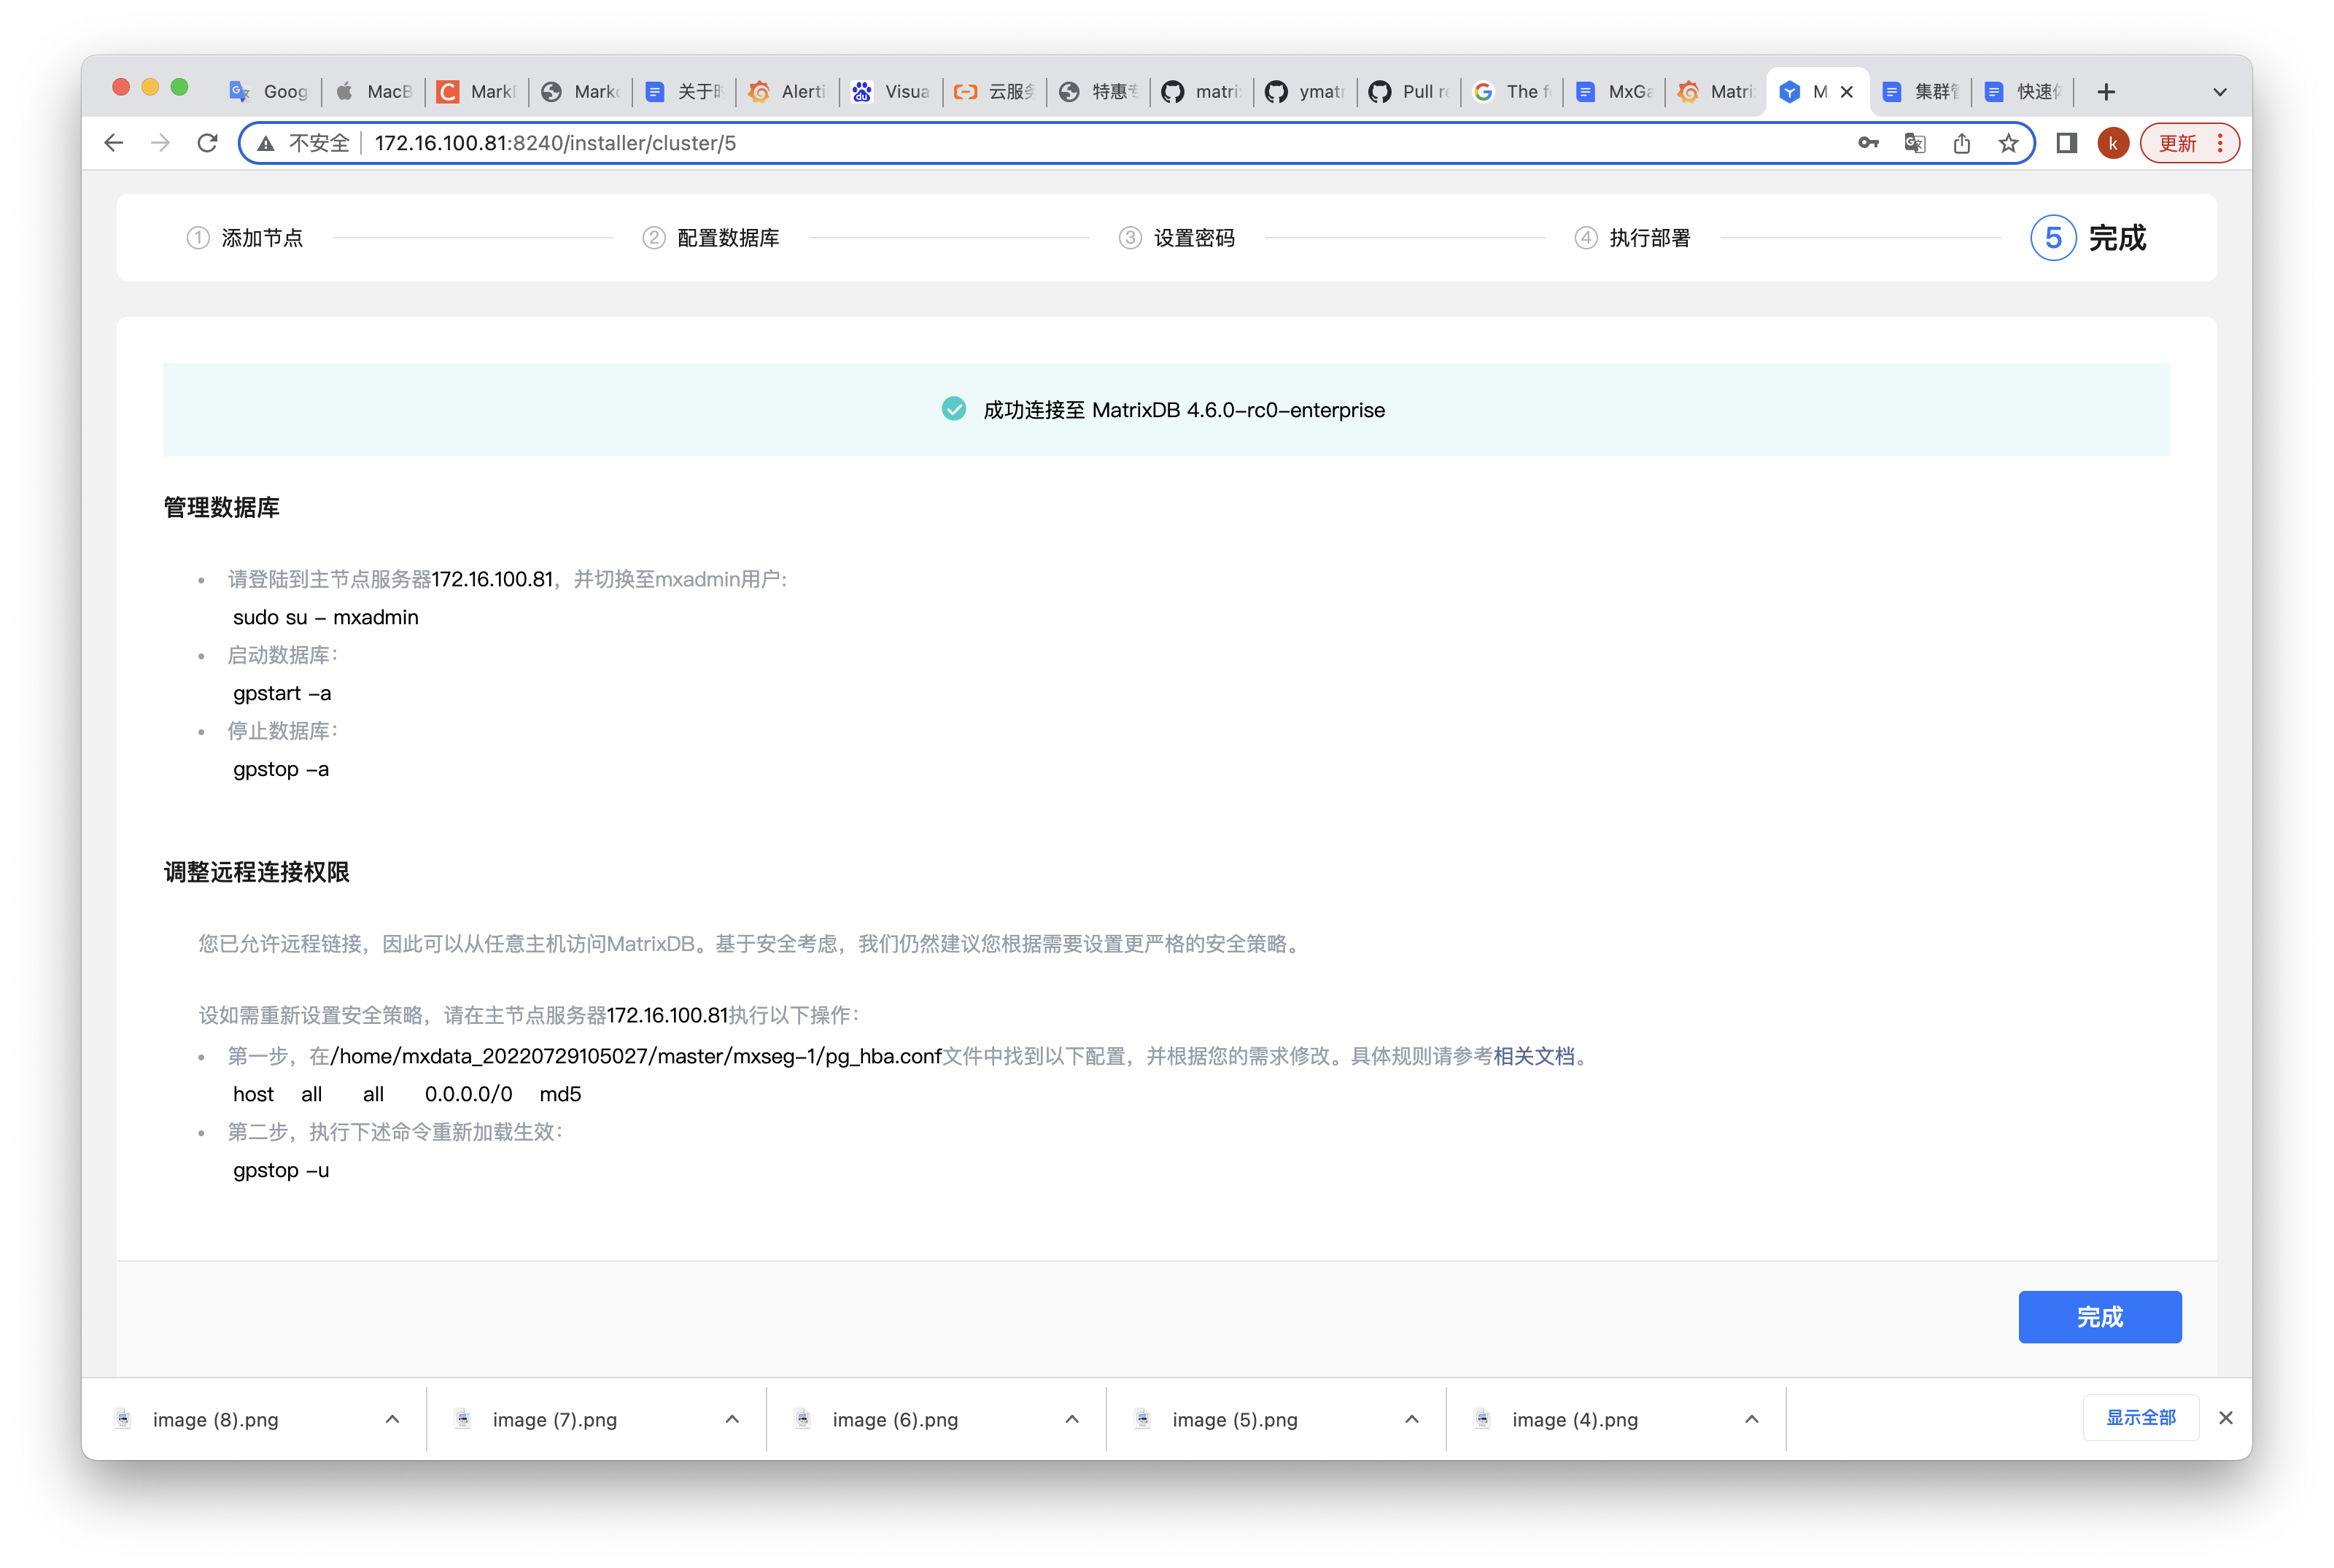 Goog MacB Mark Mark 关于 Alerti Visua 云服 特惠 matri ymatr Pull r The f MxGa Matri M 集群 快速
不安全 172.16.100.81:8240/installer/cluster/5 k 更新
1 添加节点 2 配置数据库 3 设置密码 4 执行部署 5 完成
成功连接至 MatrixDB 4.6.0-rc0-enterprise
管理数据库
• 请登陆到主节点服务器172.16.100.81，并切换至mxadmin用户:
sudo su - mxadmin
• 启动数据库：
gpstart -a
• 停止数据库：
gpstop -a
调整远程连接权限
您已允许远程链接，因此可以从任意主机访问MatrixDB。基于安全考虑，我们仍然建议您根据需要设置更严格的安全策略。
设如需重新设置安全策略，请在主节点服务器172.16.100.81执行以下操作：
• 第一步，在/home/mxdata_20220729105027/master/mxseg-1/pg_hba.conf文件中找到以下配置，并根据您的需求修改。具体规则请参考相关文档。
host all all 0.0.0.0/0 md5
• 第二步，执行下述命令重新加载生效：
gpstop -u
完成
image (8).png image (7).png image (6).png image (5).png image (4).png 显示全部